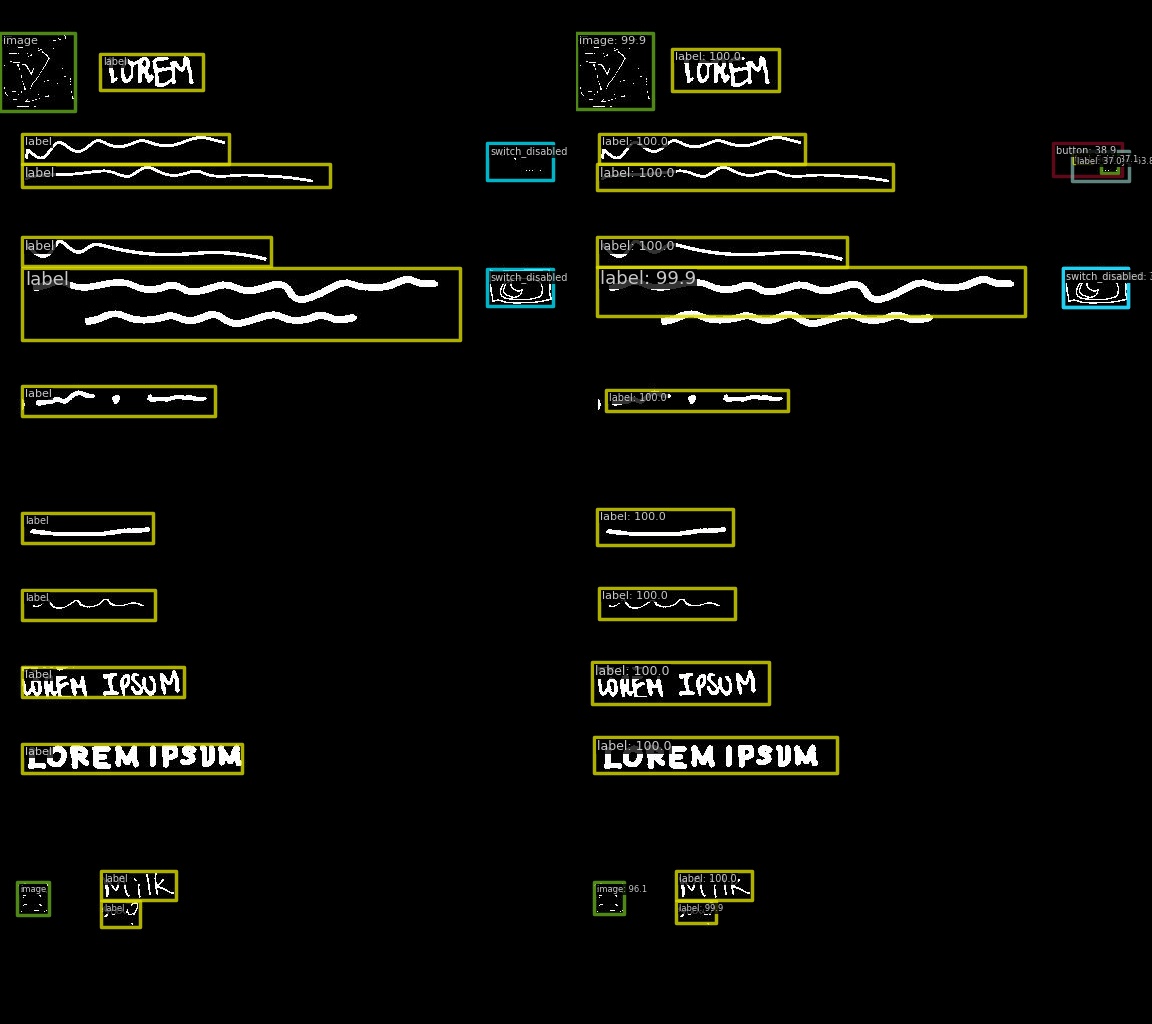 image image: 99.9
label LOREM label: 100.0 LOREM
label label: 100.0
switch_disabled button: 38.9
label label: 100.0
label: 37.0
label label: 100.0
label label: 99.9
switch_disabled switch_disabled:
label label: 100.0
label label: 100.0
label label: 100.0
label label: 100.0
LOREM IPSUM LOREM IPSUM
label label: 100.0
LOREM IPSUM LOREM IPSUM
label label: 100.0
Milk Milk
image image: 96.1
label label: 99.9